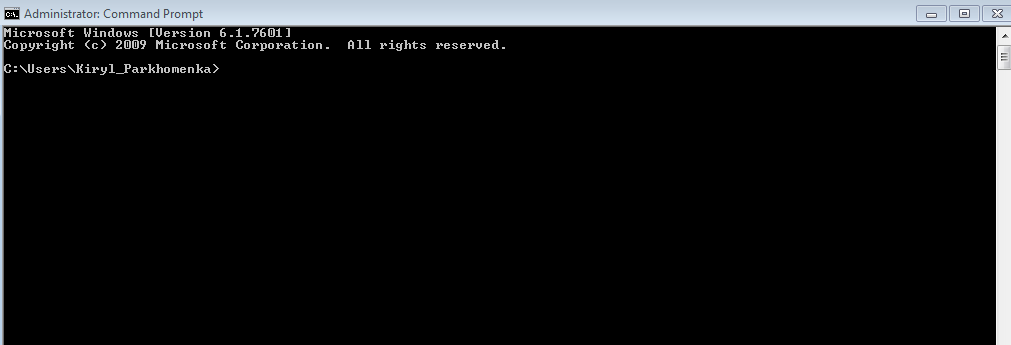 Administrator: Command Prompt
Microsoft Windows [Version 6.1.7601]
Copyright (c) 2009 Microsoft Corporation.  All rights reserved.
C:\Users\Kiryl_Parkhomenka>